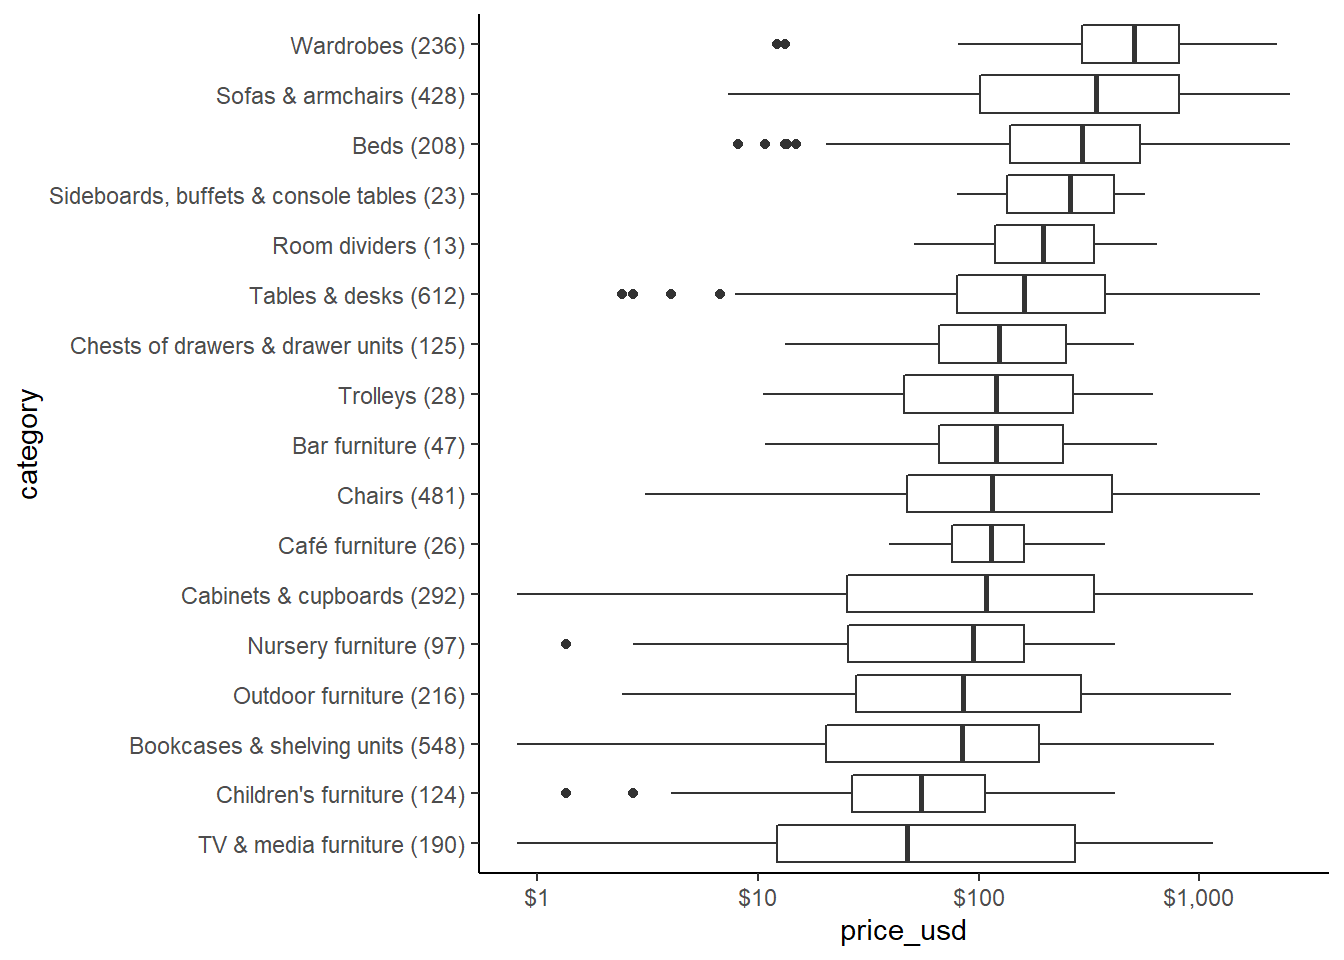 Wardrobes (236)
Sofas & armchairs (428)
Beds (208)
Sideboards, buffets & console tables (23)
Room dividers (13)
Tables & desks (612)
Chests of drawers & drawer units (125)
Trolleys (28)
Bar furniture (47)
Chairs (481)
Café furniture (26)
Cabinets & cupboards (292)
Nursery furniture (97)
Outdoor furniture (216)
Bookcases & shelving units (548)
Children's furniture (124)
TV & media furniture (190)
category
$1 $10 $100 $1,000
price_usd